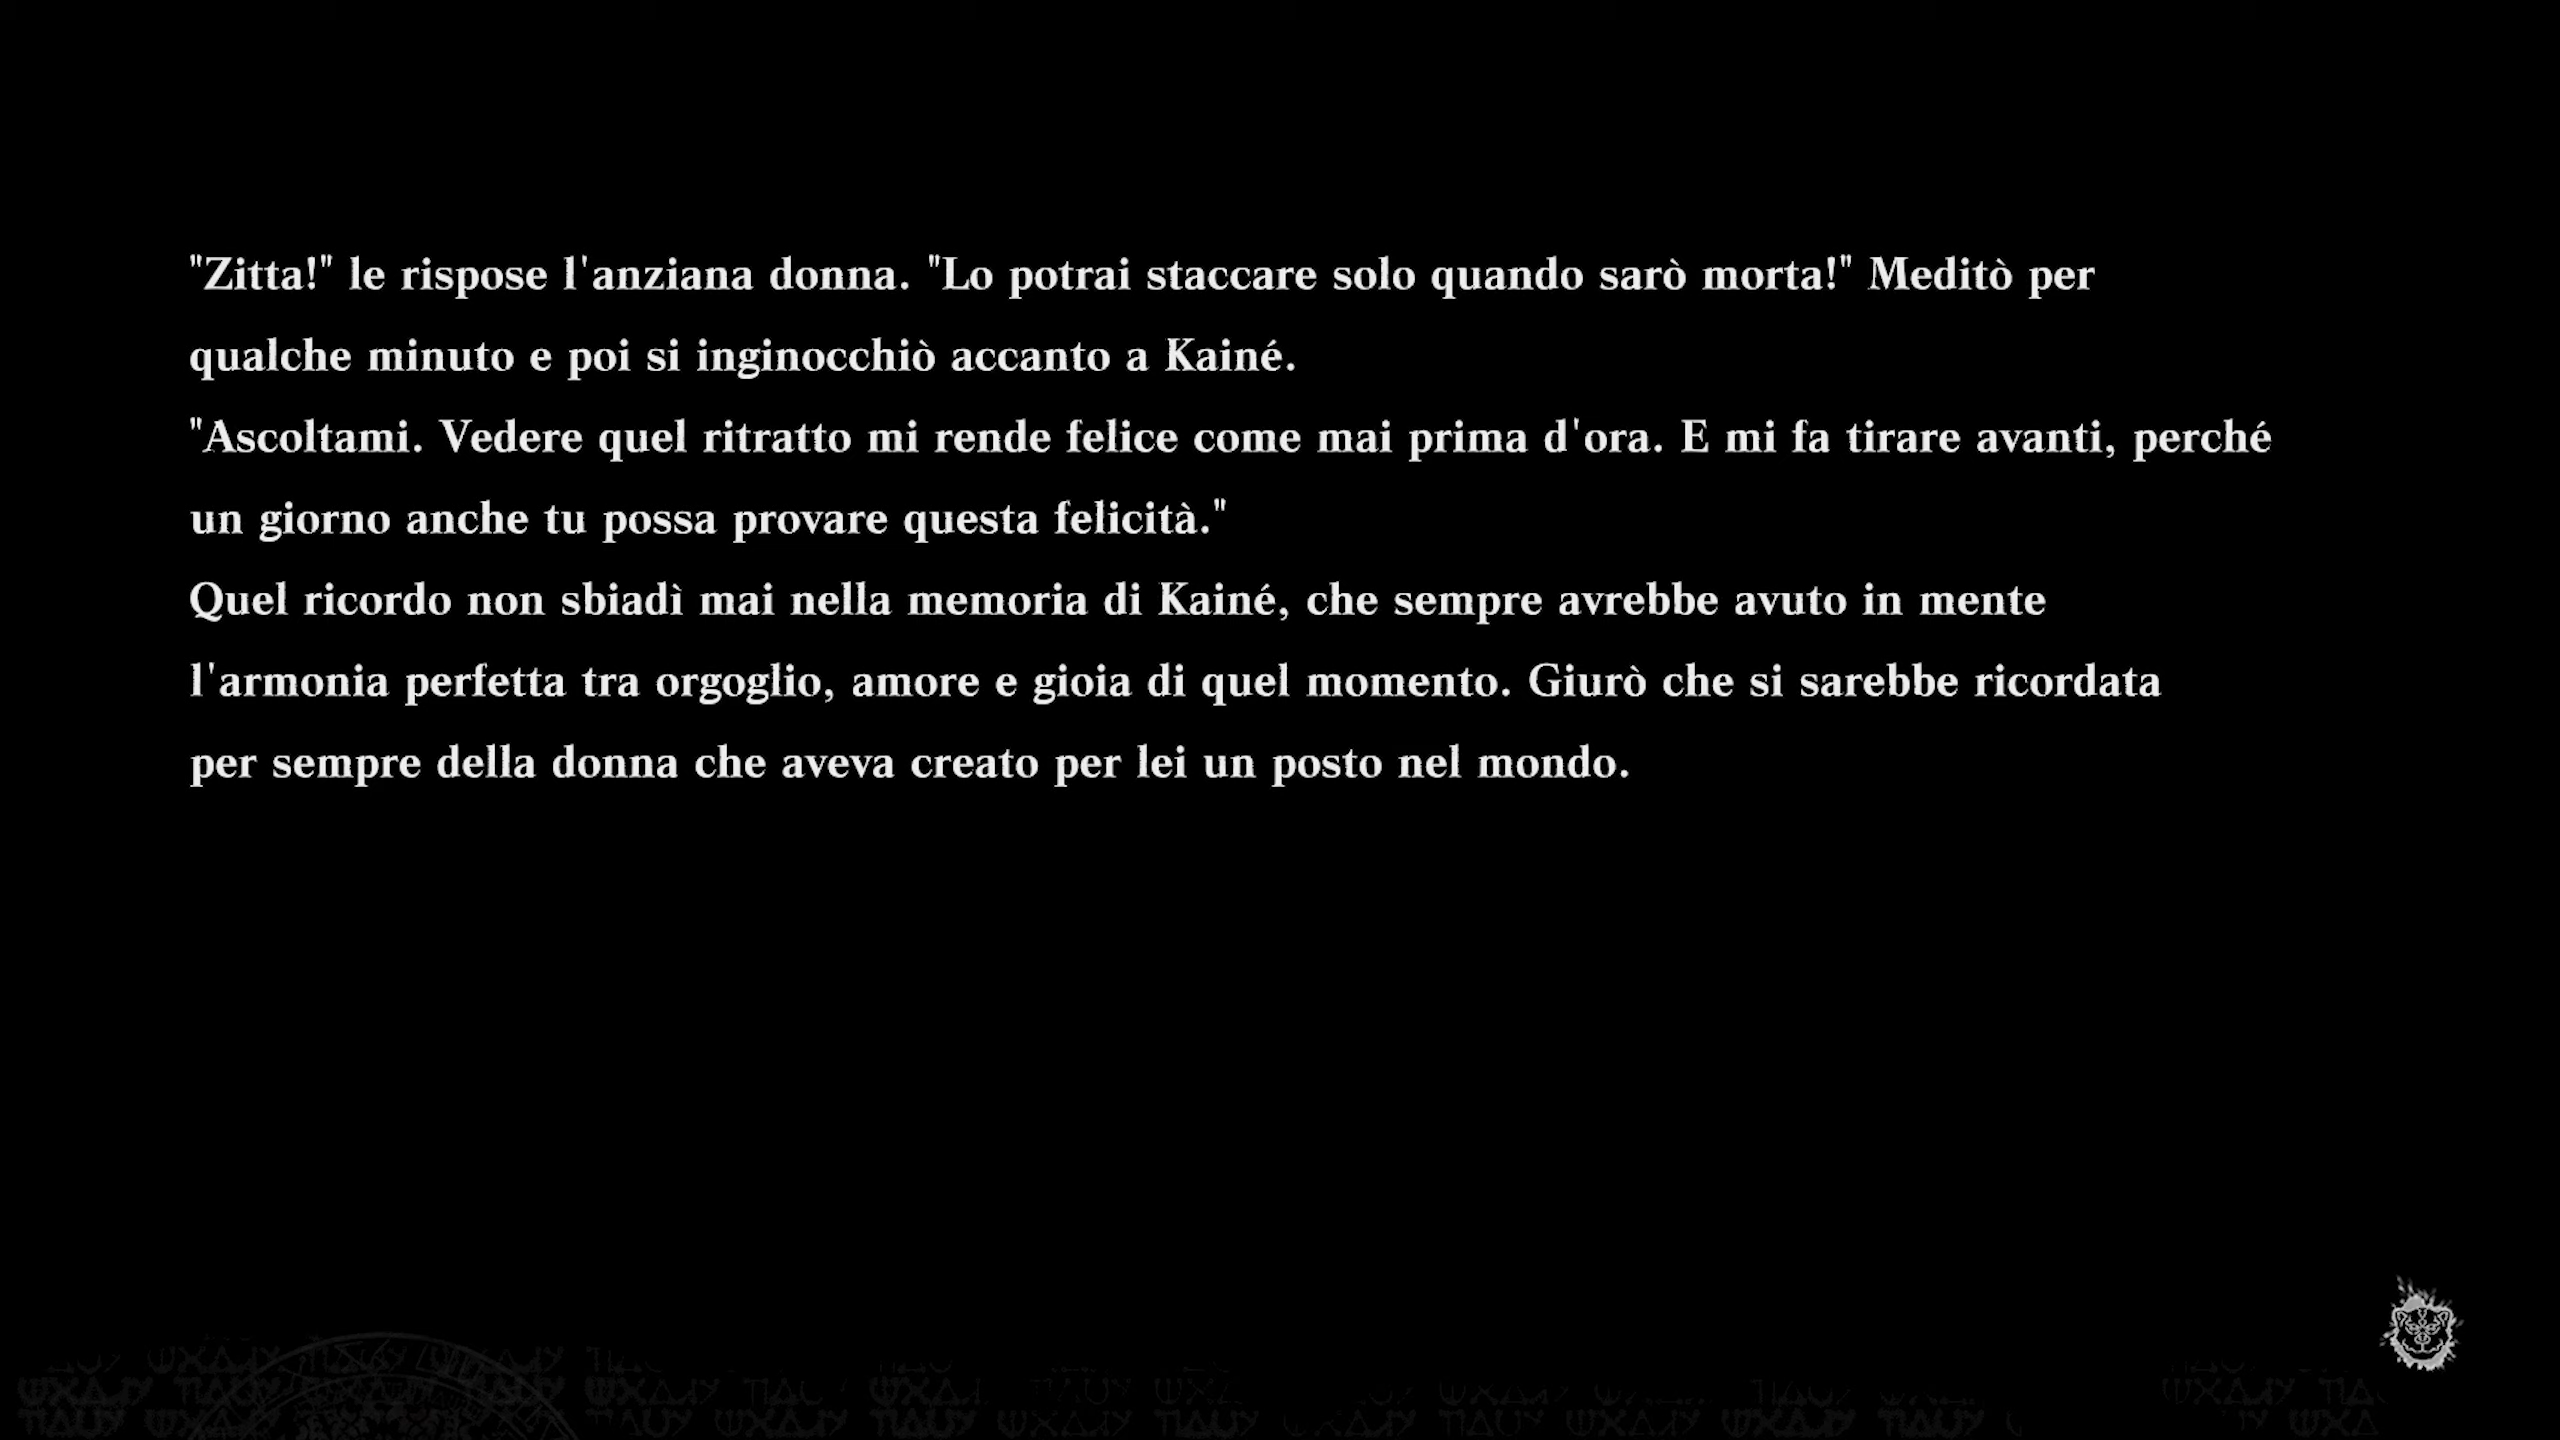 "Zitta!" le rispose l'anziana donna. "Lo potrai staccare solo quando sarò morta!" Meditò per
qualche minuto e poi si inginocchiò accanto a Kainé.
"Ascoltami. Vedere quel ritratto mi rende felice come mai prima d'ora. E mi fa tirare avanti, perché
un giorno anche tu possa provare questa felicità."
Quel ricordo non sbiadì mai nella memoria di Kainé, che sempre avrebbe avuto in mente
l'armonia perfetta tra orgoglio, amore e gioia di quel momento. Giurò che si sarebbe ricordata
per sempre della donna che aveva creato per lei un posto nel mondo.